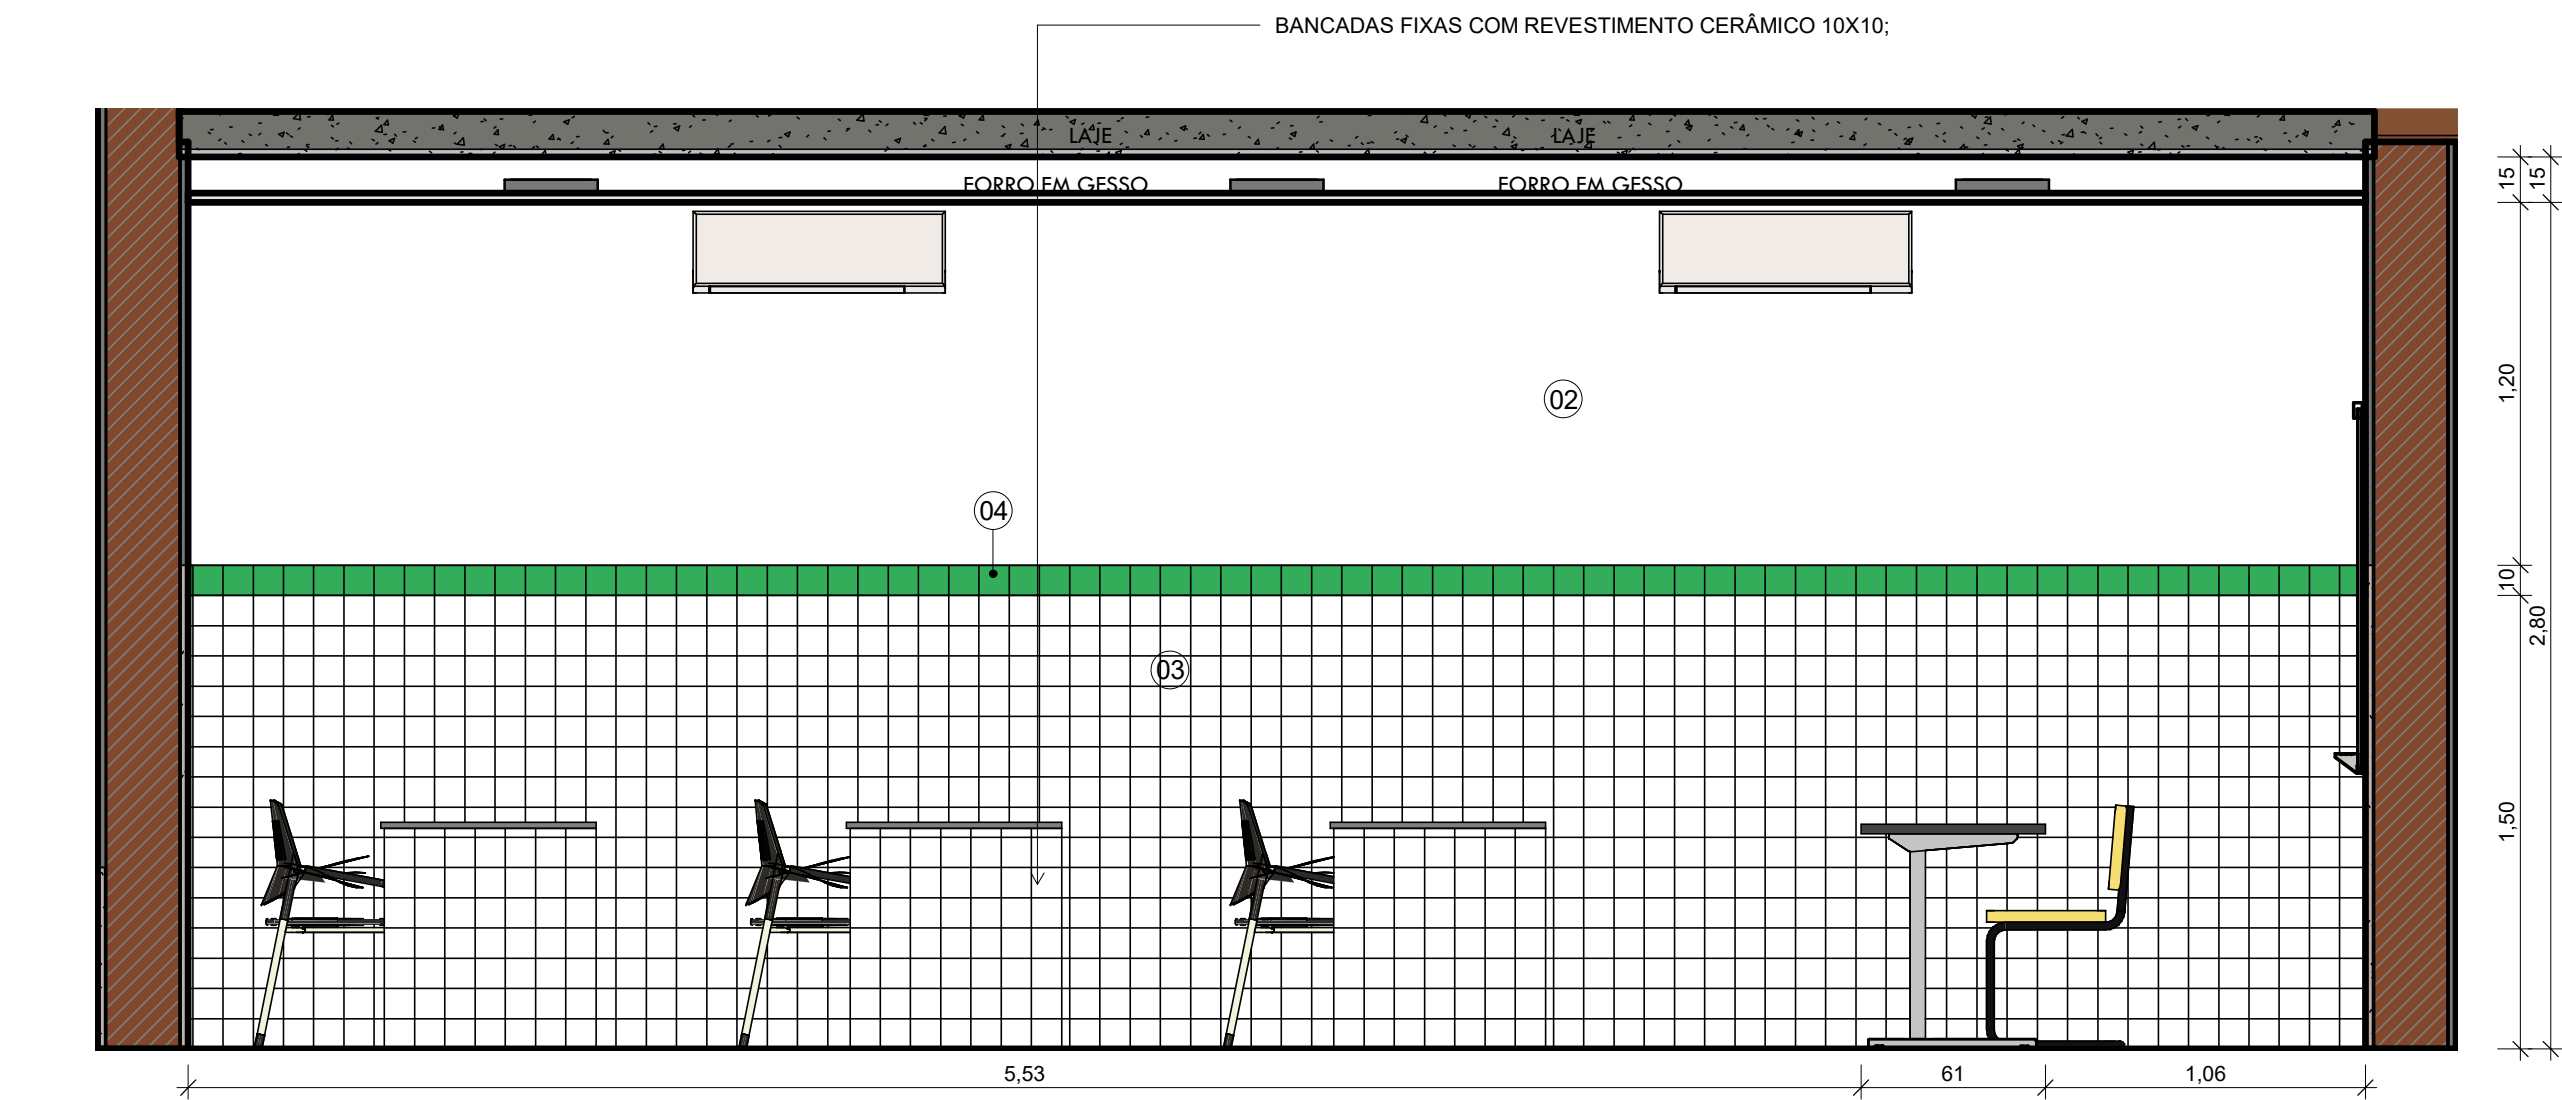 BANCADAS FIXAS COM REVESTIMENTO CERÂMICO 10X10;
LAJE
LAJE
FORRO EM GESSO
FORRO EM GESSO
15
15
1,20
02
04
10
2,80
03
1,50
5,53
61
1,06